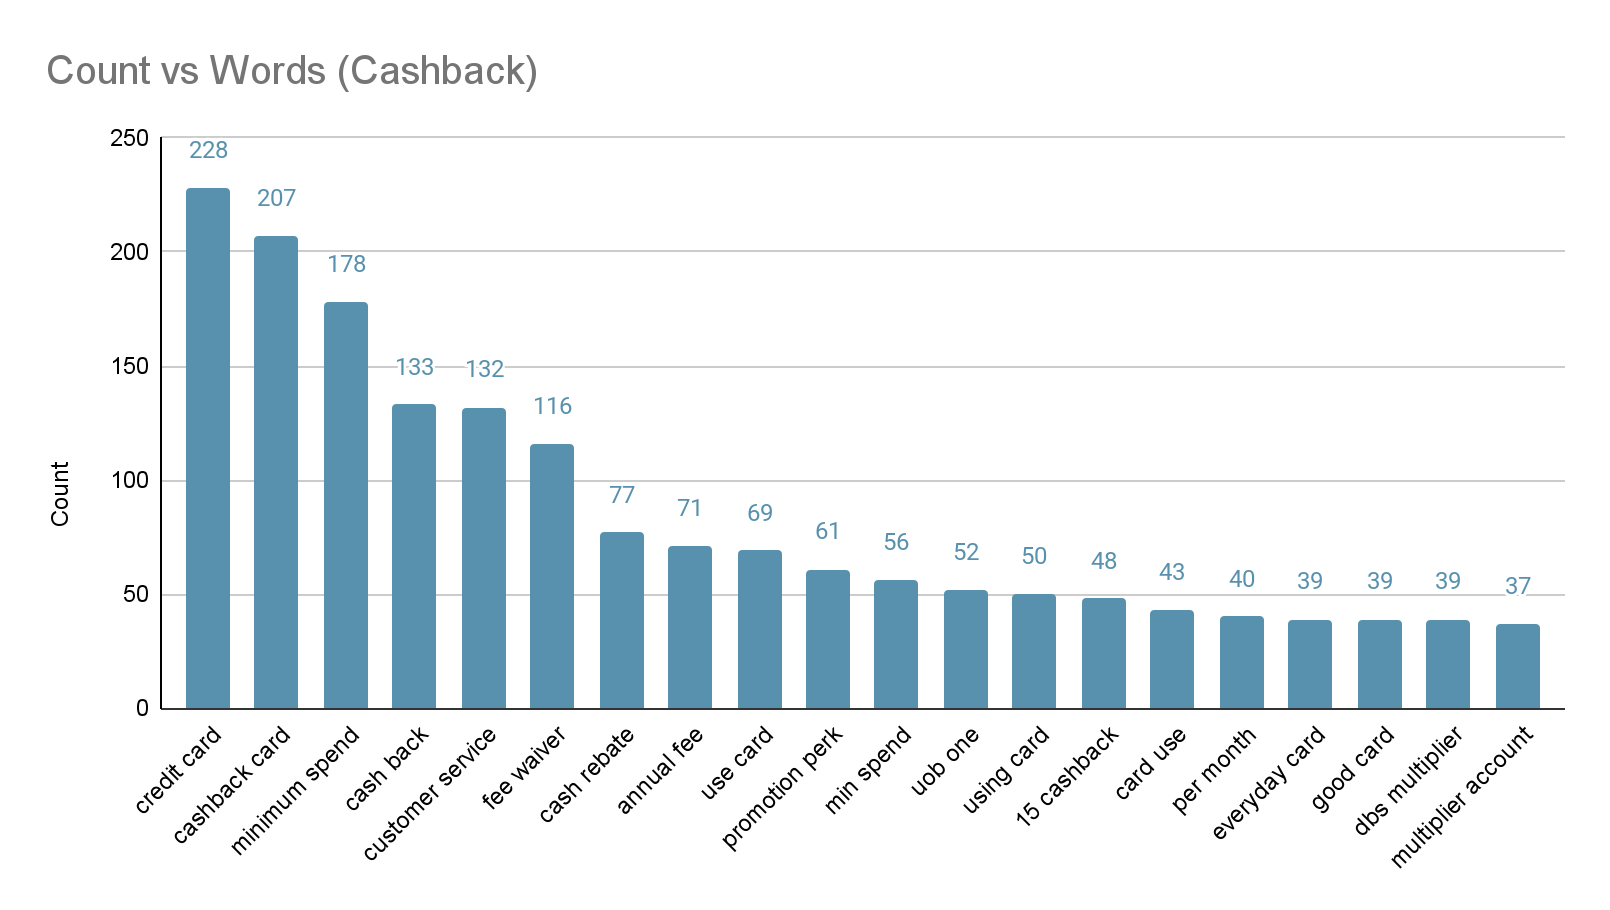 Count vs Words (Cashback)
250
200
150
100
50
0
Count
228
207
178
133
132
116
77
71
69
61
56
52
50
48
43
40
39
39
39
37
credit card
cashback card
minimum spend
cash back
customer service
fee waiver
cash rebate
annual fee
use card
promotion perk
min spend
uob one
using card
15 cashback
card use
per month
everyday card
good card
dbs multiplier
multiplier account